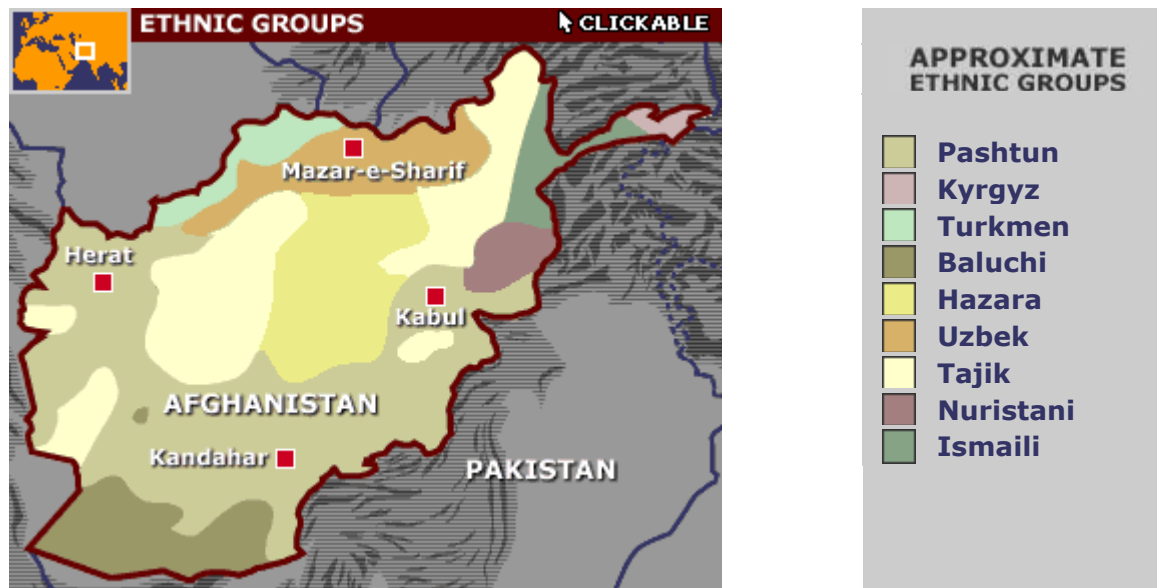 ETHNIC GROUPS
CLICKABLE
Mazar-e-Sharif
Herat
Kabul
AFGHANISTAN
Kandahar
PAKISTAN
APPROXIMATE
ETHNIC GROUPS
Pashtun
Kyrgyz
Turkmen
Baluchi
Hazara
Uzbek
Tajik
Nuristani
Ismaili